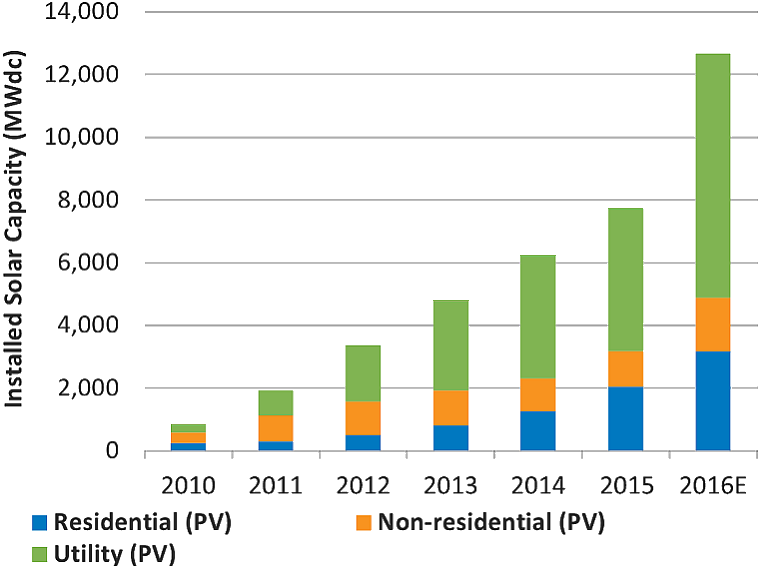 Installed Solar Capacity (MWdc)
14,000
12,000
10,000
8,000
6,000
4,000
2,000
0
2010 2011 2012 2013 2014 2015 2016E
Residential (PV) Non-residential (PV)
Utility (PV)